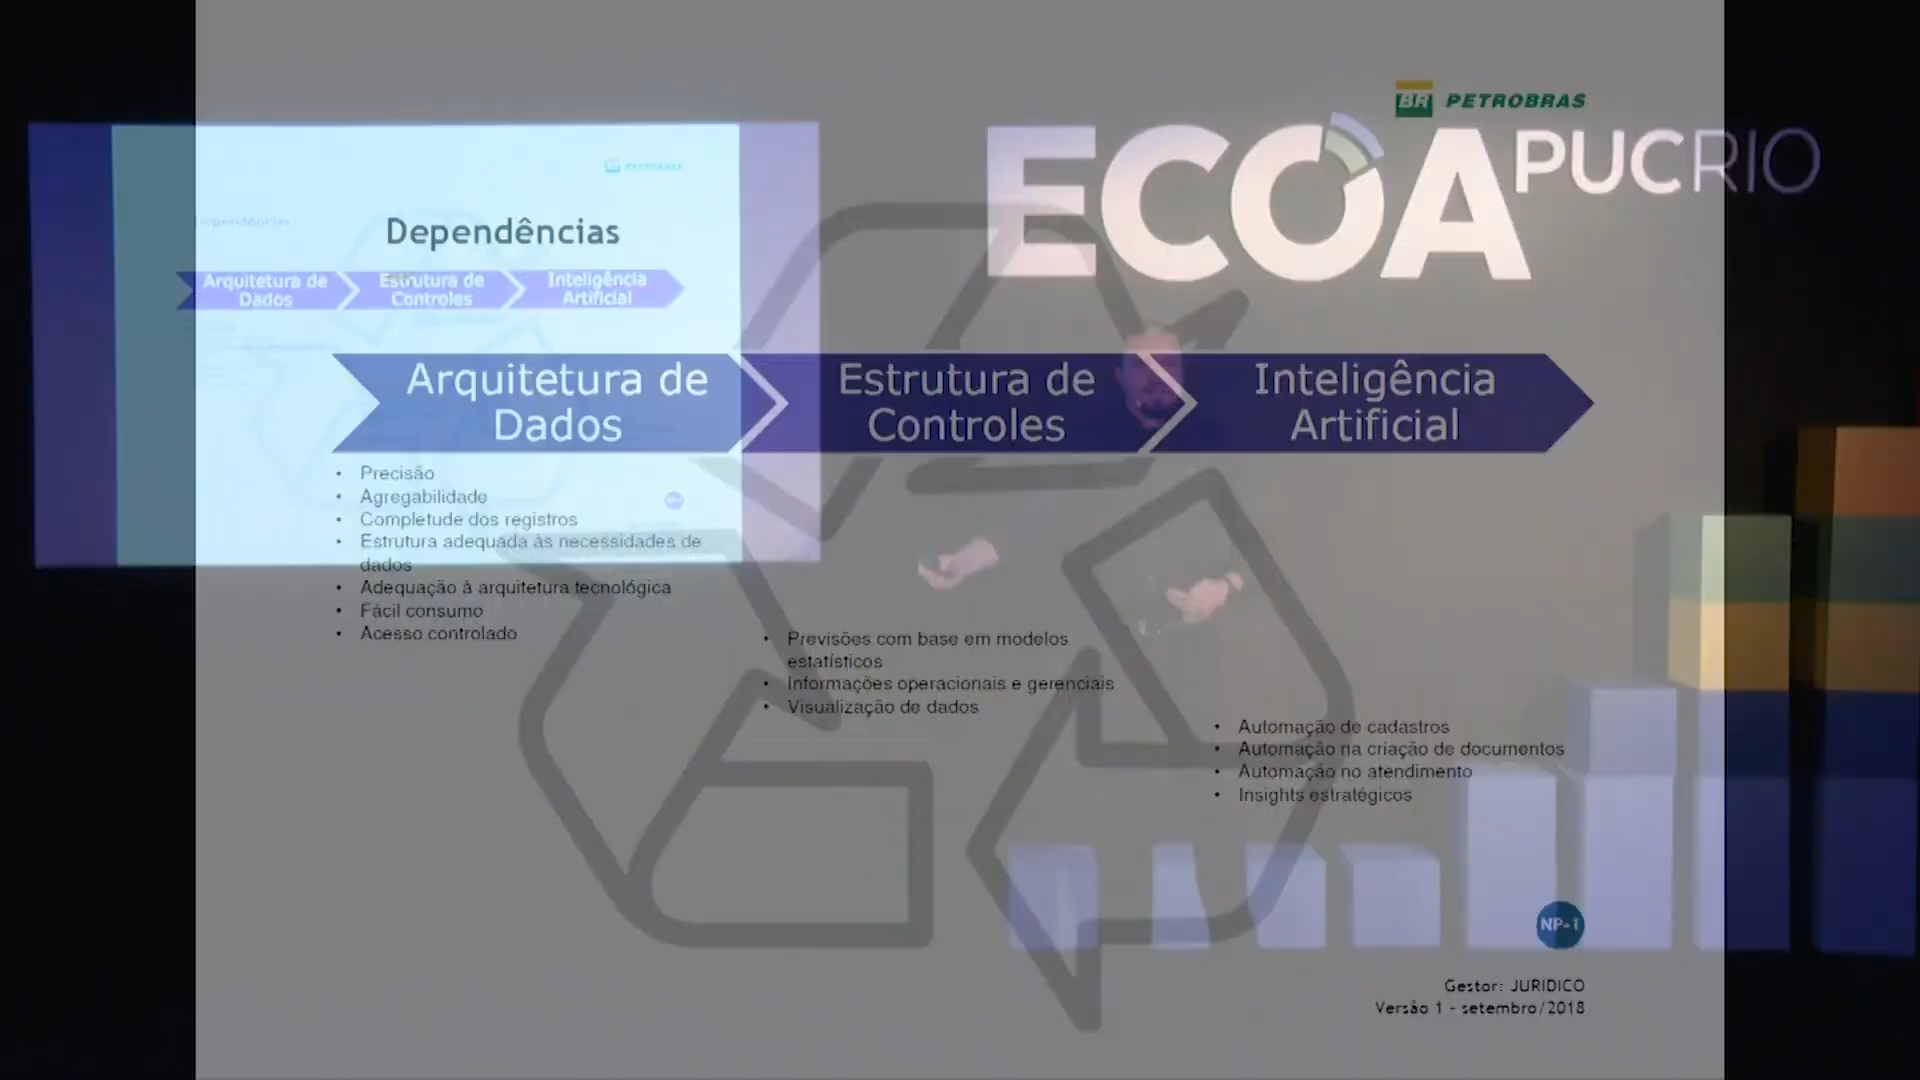 BR PETROBRAS
ECOA PUCRIO
PETROBRAS
Dependências
Dependências
Arquitetura de
Dados
Estrutura de
Controles
Inteligência
Artificial
Arquitetura de
Dados
Estrutura de
Controles
Inteligência
Artificial
• Precisão
• Agregabilidade
• Completude dos registros
• Estrutura adequada às necessidades de
dados
• Adequação à arquitetura tecnológica
• Fácil consumo
• Acesso controlado
• Previsões com base em modelos
estatísticos
• Informações operacionais e gerenciais
• Visualização de dados
• Automação de cadastros
• Automação na criação de documentos
• Automação no atendimento
• Insights estratégicos
NP-1
Gestor: JURIDICO
Versão 1 - setembro/2018